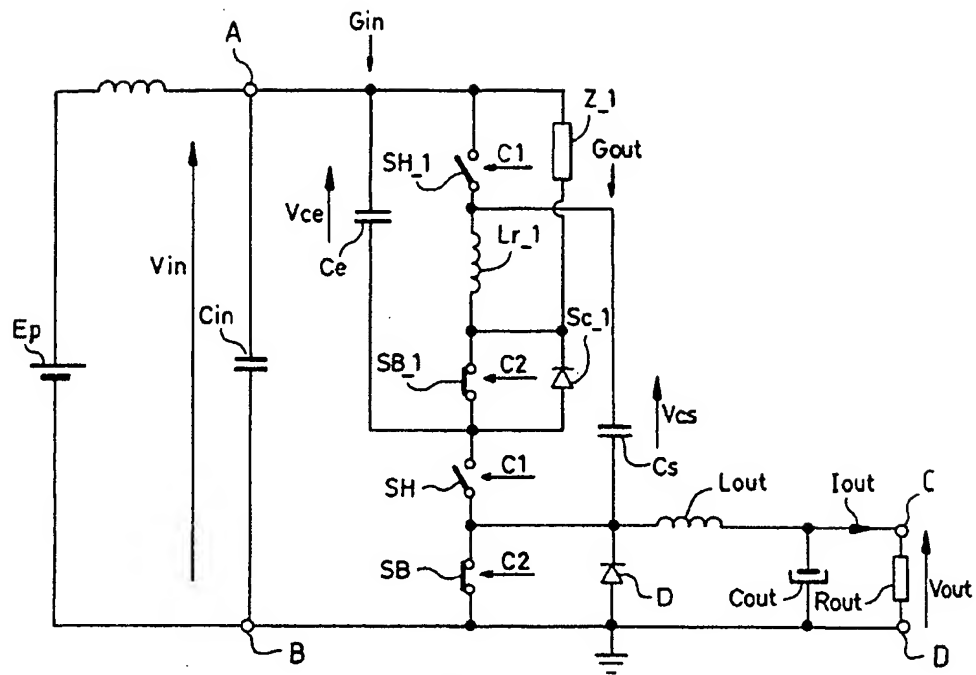 Gin
A
Z_1
C1
Gout
SH_1
Vce
Lr_1
Ce
Vin
Sc_1
Cin
Ep
C2
SB_1
Vcs
C1
Cs
SH
Lout
Iout
C
C2
SB
D
Cout
Rout
Vout
B
D